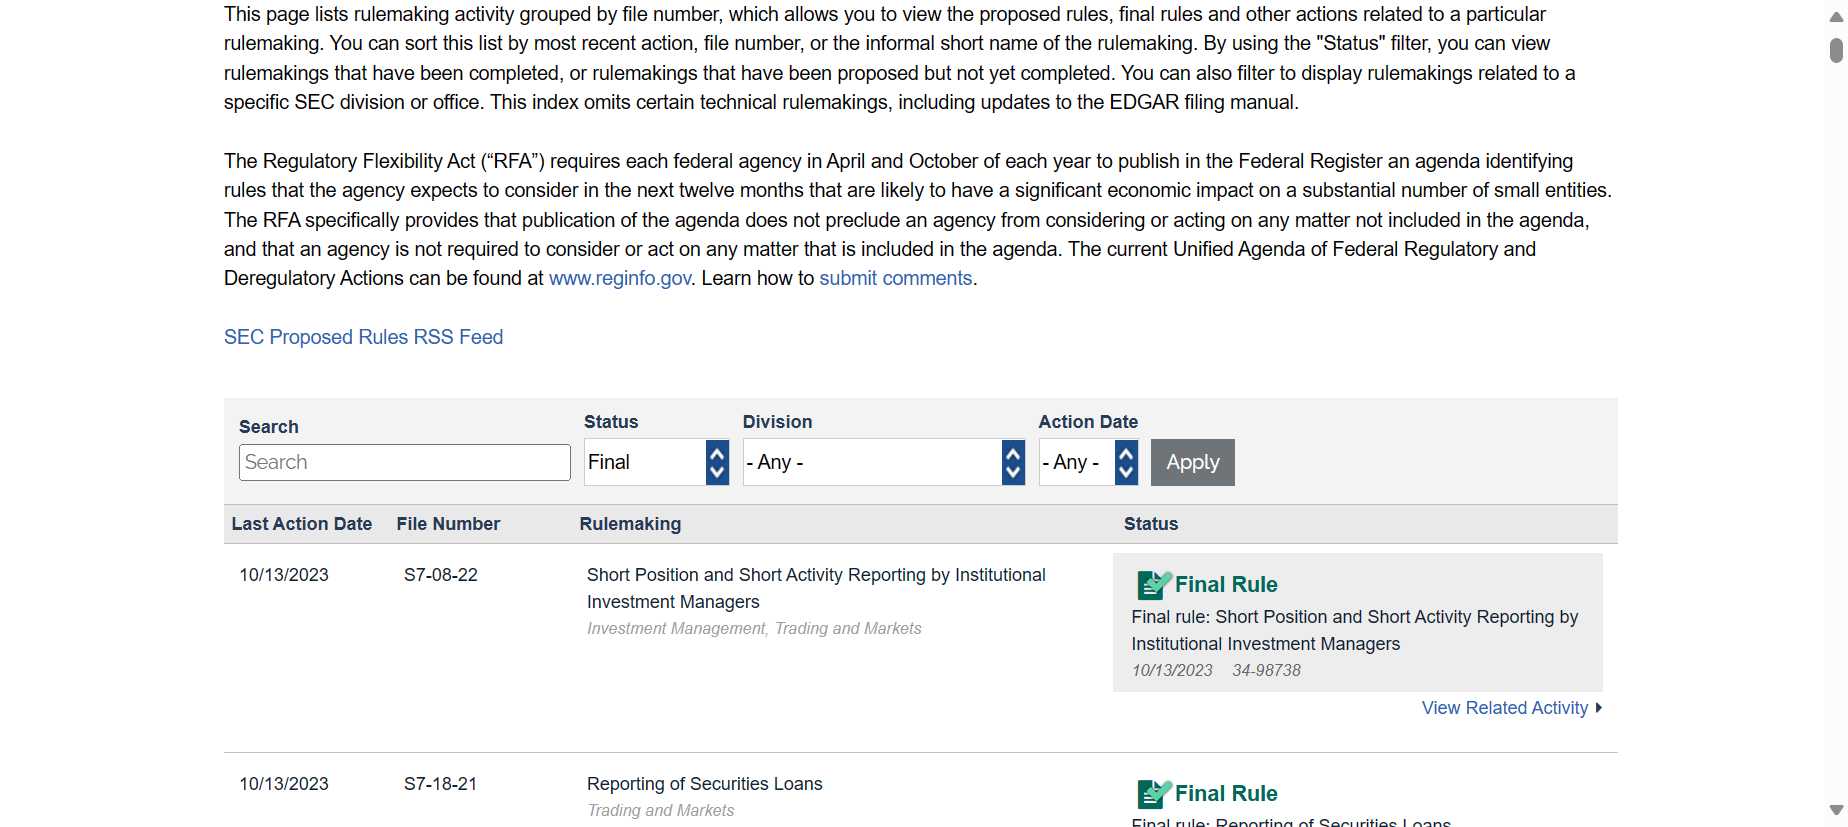 This page lists rulemaking activity grouped by file number, which allows you to view the proposed rules, final rules and other actions related to a particular
rulemaking. You can sort this list by most recent action, file number, or the informal short name of the rulemaking. By using the "Status" filter, you can view
rulemakings that have been completed, or rulemakings that have been proposed but not yet completed. You can also filter to display rulemakings related to a
specific SEC division or office. This index omits certain technical rulemakings, including updates to the EDGAR filing manual.
The Regulatory Flexibility Act (“RFA”) requires each federal agency in April and October of each year to publish in the Federal Register an agenda identifying
rules that the agency expects to consider in the next twelve months that are likely to have a significant economic impact on a substantial number of small entities.
The RFA specifically provides that publication of the agenda does not preclude an agency from considering or acting on any matter not included in the agenda,
and that an agency is not required to consider or act on any matter that is included in the agenda. The current Unified Agenda of Federal Regulatory and
Deregulatory Actions can be found at www.reginfo.gov. Learn how to submit comments.
SEC Proposed Rules RSS Feed
Search Status Division Action Date
Search Final - Any - - Any - Apply
Last Action Date File Number Rulemaking Status
10/13/2023 S7-08-22 Short Position and Short Activity Reporting by Institutional
Investment Managers
Investment Management, Trading and Markets
Final Rule
Final rule: Short Position and Short Activity Reporting by
Institutional Investment Managers
10/13/2023 34-98738
View Related Activity
10/13/2023 S7-18-21 Reporting of Securities Loans
Trading and Markets
Final Rule
Final rule: Reporting of Securities Loans